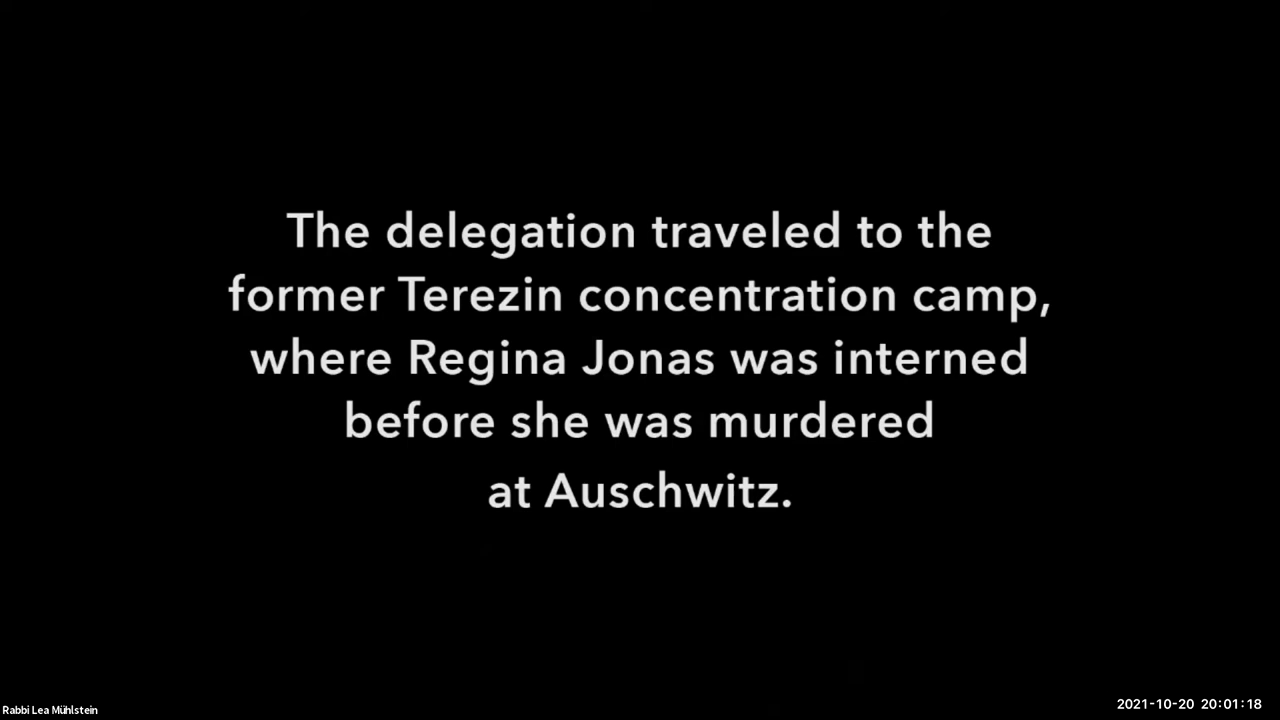 The delegation traveled to the
former Terezin concentration camp,
where Regina Jonas was interned
before she was murdered
at Auschwitz.
Rabbi Lea Mühlstein
2021-10-20 20:01:18